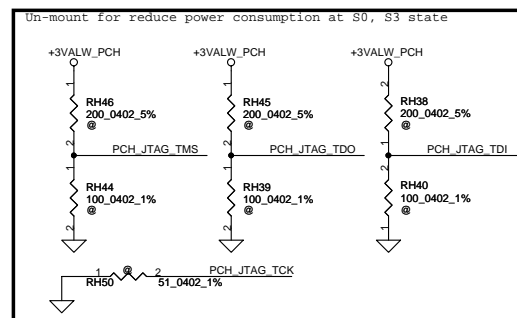 Un-mount for reduce power consumption at S0, S3 state
+3VALW_PCH +3VALW_PCH +3VALW_PCH
1 1 2
RH46 RH45 RH38
200_0402_5% 200_0402_5% 200_0402_5%
@ @ @
2 2 1
PCH_JTAG_TMS PCH_JTAG_TDO PCH_JTAG_TDI
1 1 2
RH44 RH39 RH40
100_0402_1% 100_0402_1% 100_0402_1%
@ @ @
2 2 1
1 @ 2 PCH_JTAG_TCK
RH50 51_0402_1%